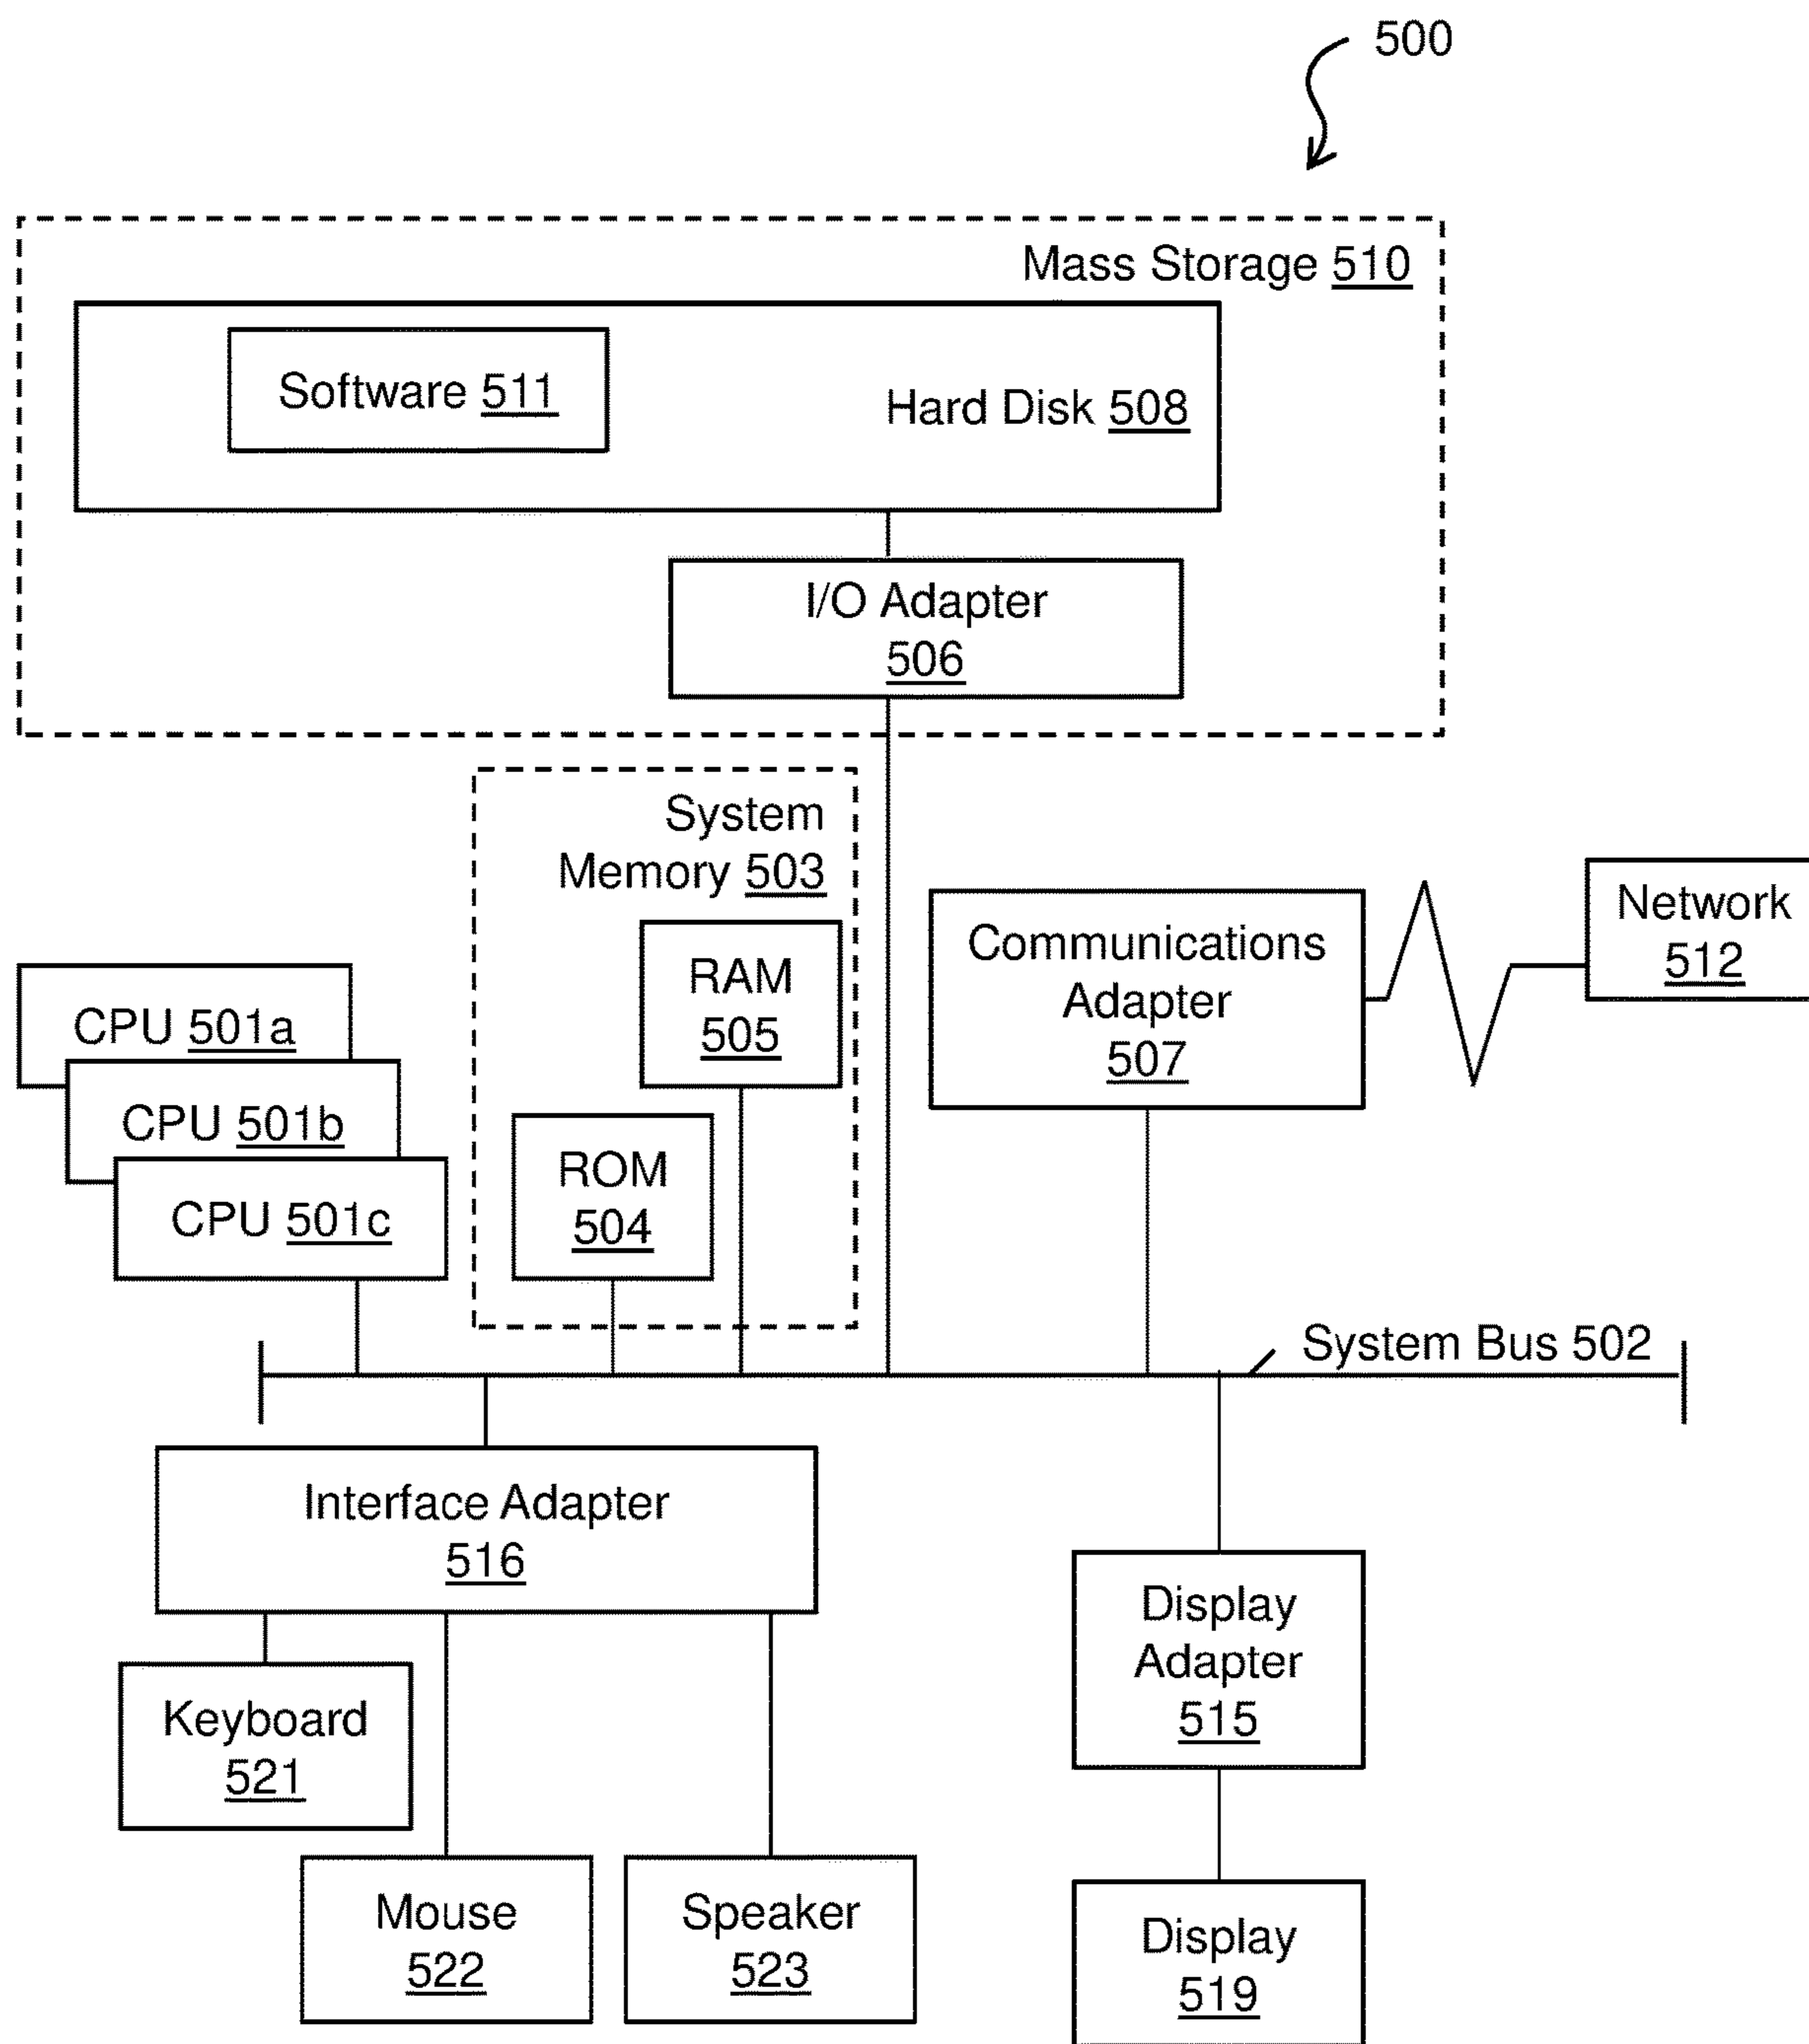 500
Mass Storage 510
Software 511
Hard Disk 508
I/O Adapter
506
System
Memory 503
RAM
505
ROM
504
Communications
Adapter
507
Network
512
CPU 501a
CPU 501b
CPU 501c
System Bus 502
Interface Adapter
516
Keyboard
521
Mouse
522
Speaker
523
Display
Adapter
515
Display
519